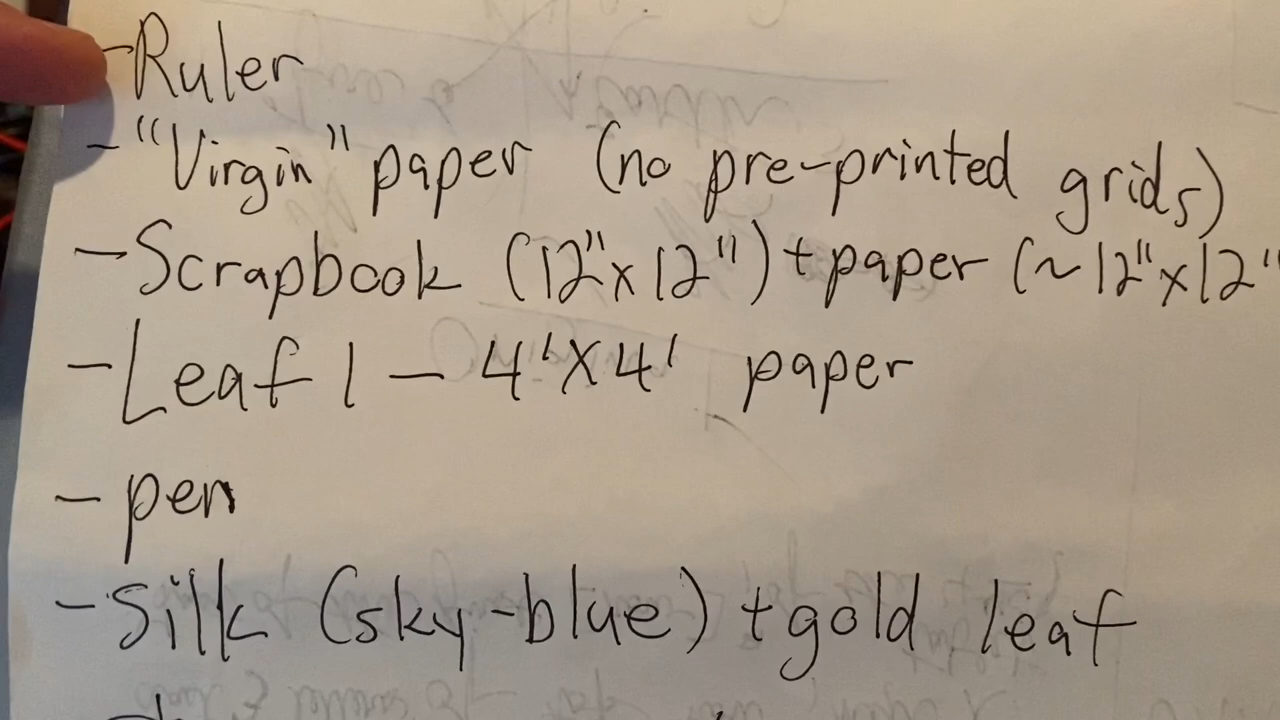 - Ruler
- "Virgin" paper (no pre-printed grids)
- Scrapbook (12"x12") + paper (~12"x12"
- Leaf 1 - 4'X4' paper
- pen
- Silk (sky-blue) + gold leaf